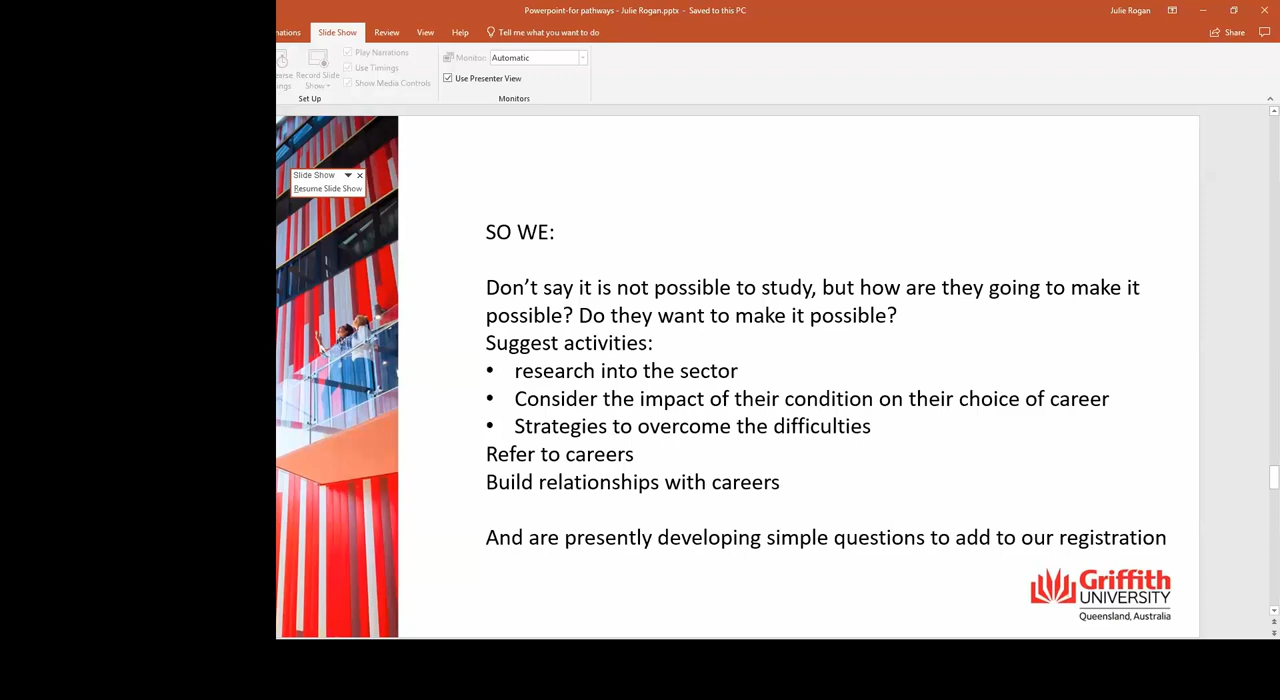 Powerpoint-for pathways - Julie Rogan.pptx - Saved to this PC
Julie Rogan
nations Slide Show Review View Help Tell me what you want to do
Share
earse Record Slide
ngs Show
Play Narrations
Use Timings
Show Media Controls
Set Up
Monitor: Automatic
Use Presenter View
Monitors
Slide Show
Resume Slide Show
SO WE:
Don’t say it is not possible to study, but how are they going to make it
possible? Do they want to make it possible?
Suggest activities:
• research into the sector
• Consider the impact of their condition on their choice of career
• Strategies to overcome the difficulties
Refer to careers
Build relationships with careers
And are presently developing simple questions to add to our registration
Griffith
UNIVERSITY
Queensland, Australia